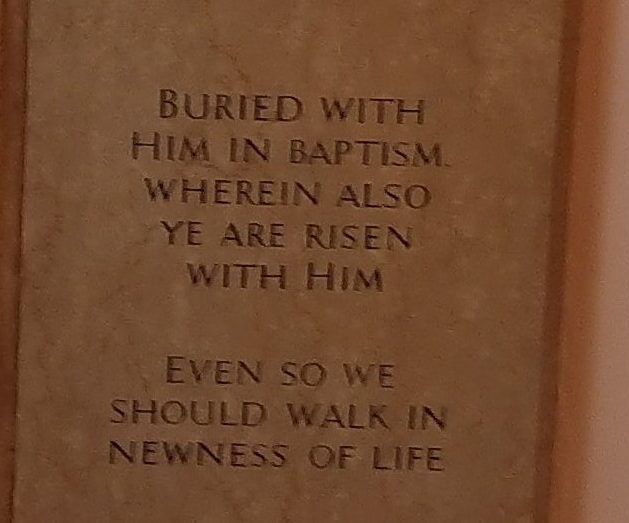 Buried with
Him in baptism
wherein also
ye are risen
with Him
Even so we
should walk in
newness of life